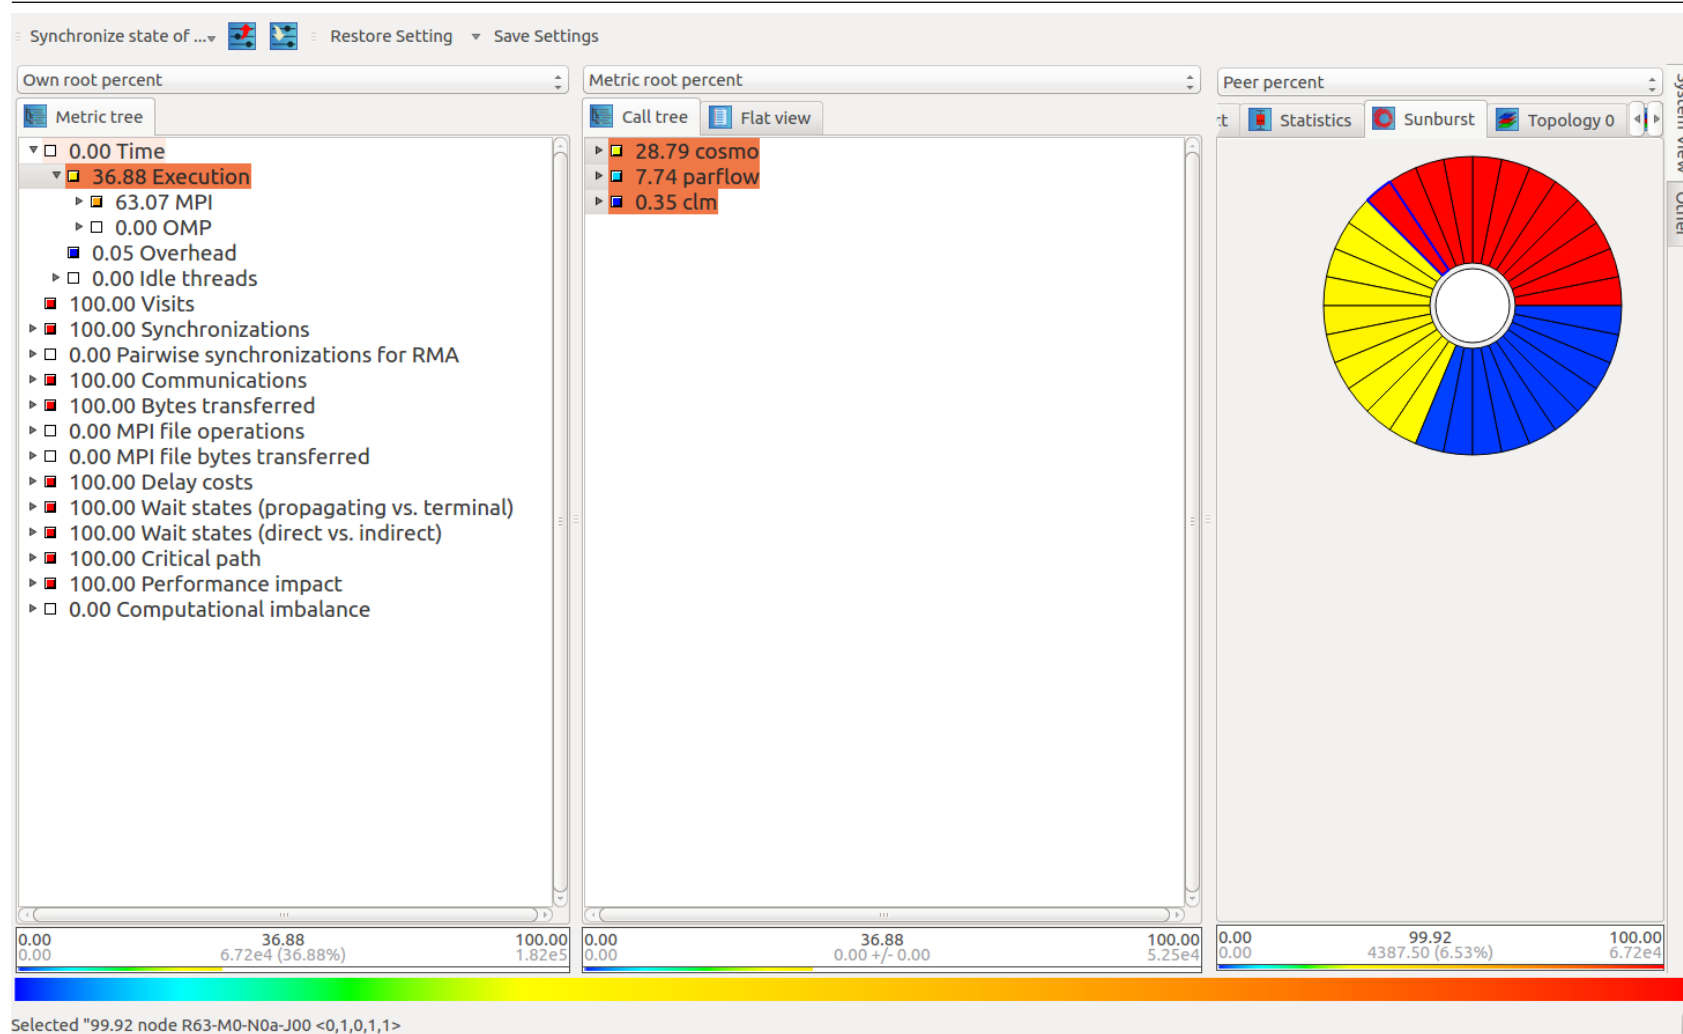 Synchronize state of ... Restore Setting Save Settings
Own root percent
Metric root percent
Peer percent
Metric tree
Call tree
Flat view
Statistics
Sunburst
Topology 0
System view
Other
0.00 Time
36.88 Execution
63.07 MPI
0.00 OMP
0.05 Overhead
0.00 Idle threads
100.00 Visits
100.00 Synchronizations
0.00 Pairwise synchronizations for RMA
100.00 Communications
100.00 Bytes transferred
0.00 MPI file operations
0.00 MPI file bytes transferred
100.00 Delay costs
100.00 Wait states (propagating vs. terminal)
100.00 Wait states (direct vs. indirect)
100.00 Critical path
100.00 Performance impact
0.00 Computational imbalance
28.79 cosmo
7.74 parflow
0.35 clm
0.00 36.88 100.00
0.00 6.72e4 (36.88%) 1.82e5
0.00 36.88 100.00
0.00 0.00 +/- 0.00 5.25e4
0.00 99.92 100.00
0.00 4387.50 (6.53%) 6.72e4
Selected "99.92 node R63-M0-N0a-J00 <0,1,0,1,1>